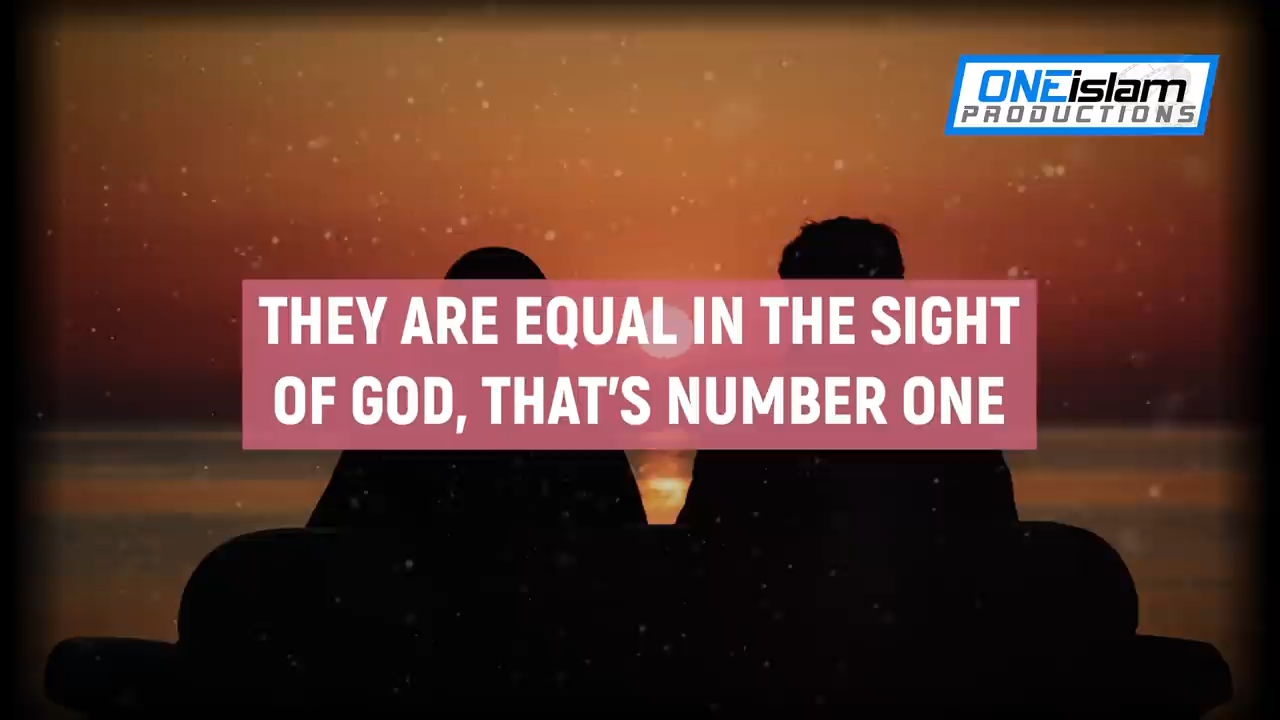 ONEislam
PRODUCTIONS
THEY ARE EQUAL IN THE SIGHT
OF GOD, THAT'S NUMBER ONE